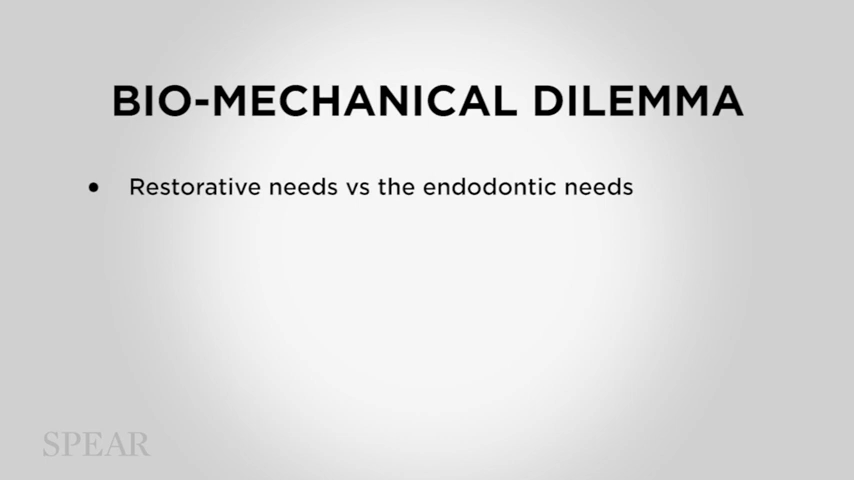 BIO-MECHANICAL DILEMMA
• Restorative needs vs the endodontic needs
SPEAR